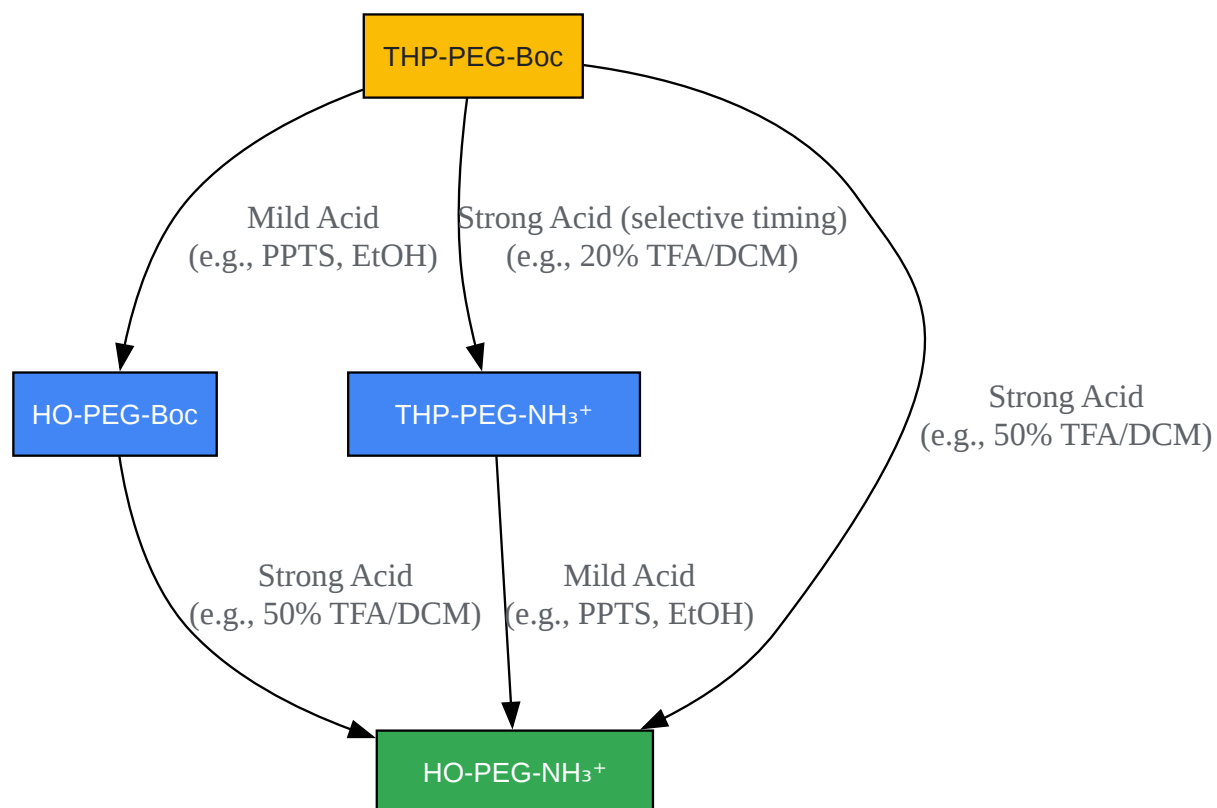 THP-PEG-Boc
Mild Acid
(e.g., PPTS, EtOH)
Strong Acid (selective timing)
(e.g., 20% TFA/DCM)
HO-PEG-Boc
THP-PEG-NH₃⁺
Strong Acid
(e.g., 50% TFA/DCM)
Strong Acid
(e.g., 50% TFA/DCM)
Mild Acid
(e.g., PPTS, EtOH)
HO-PEG-NH₃⁺